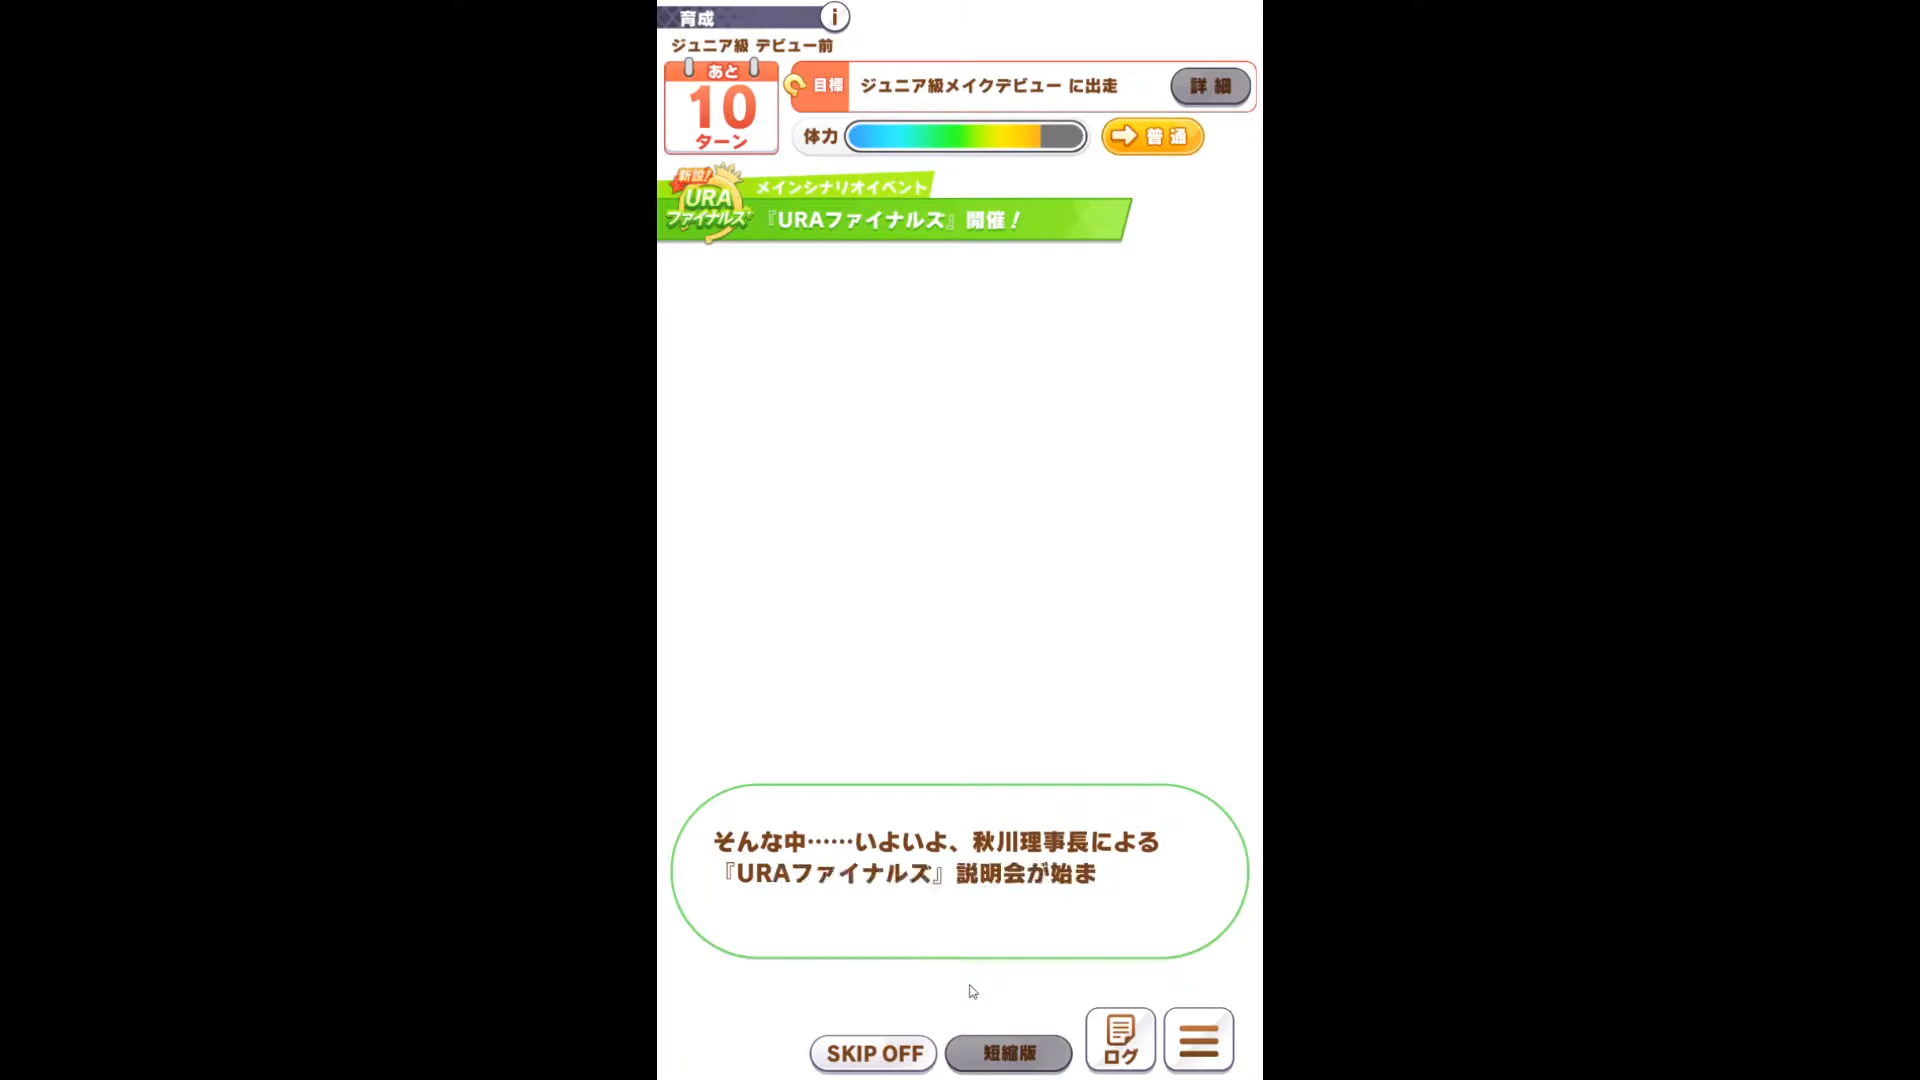 育成
i
ジュニア級 デビュー前
あと
10
ターン
目標
ジュニア級メイクデビュー に出走
詳細
体力
普通
新設!
URA
ファイナルズ
メインシナリオイベント
『URAファイナルズ』開催！
そんな中……いよいよ、秋川理事長による
『URAファイナルズ』説明会が始ま
SKIP OFF
短縮版
ログ